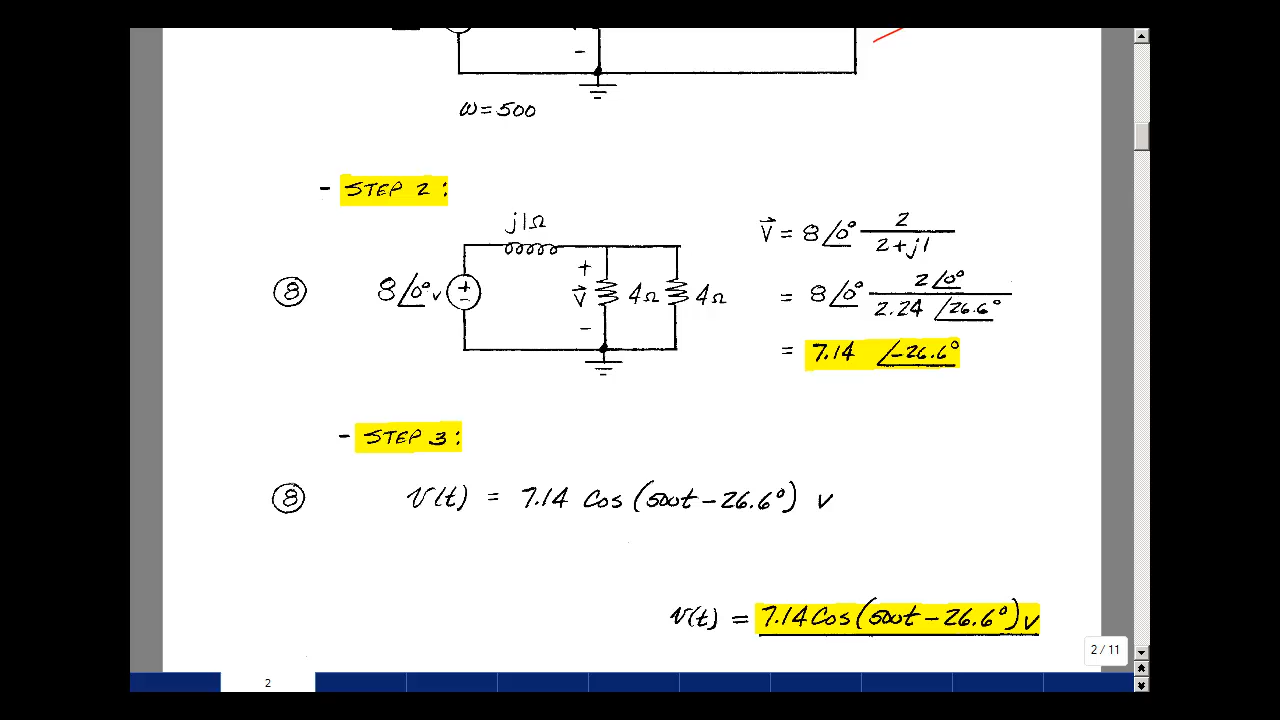 -
ω = 500
- STEP 2:
j1Ω
8 8∠0° v + - + V⃗ - 4Ω 4Ω
V⃗ = 8∠0° 2 / 2+j1
= 8∠0° 2∠0° / 2.24 ∠26.6°
= 7.14 ∠-26.6°
- STEP 3:
8 v(t) = 7.14 Cos(500t - 26.6°) v
v(t) = 7.14 Cos(500t - 26.6°) v
2 / 11
2